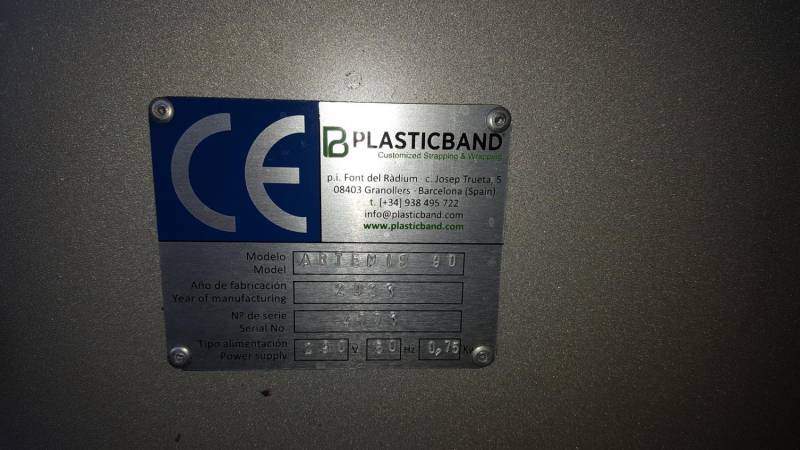 CE
PLASTICBAND
Customized Strapping & Wrapping
p.i. Font del Ràdium · c. Josep Trueta, 5
08403 Granollers · Barcelona (Spain)
t. [+34] 938 495 722
info@plasticband.com
www.plasticband.com
Modelo
Model
ARTEMIS 90
Año de fabricación
Year of manufacturing
Nº de serie
Serial No.
Tipo alimentación
Power supply
V
Hz
0,75